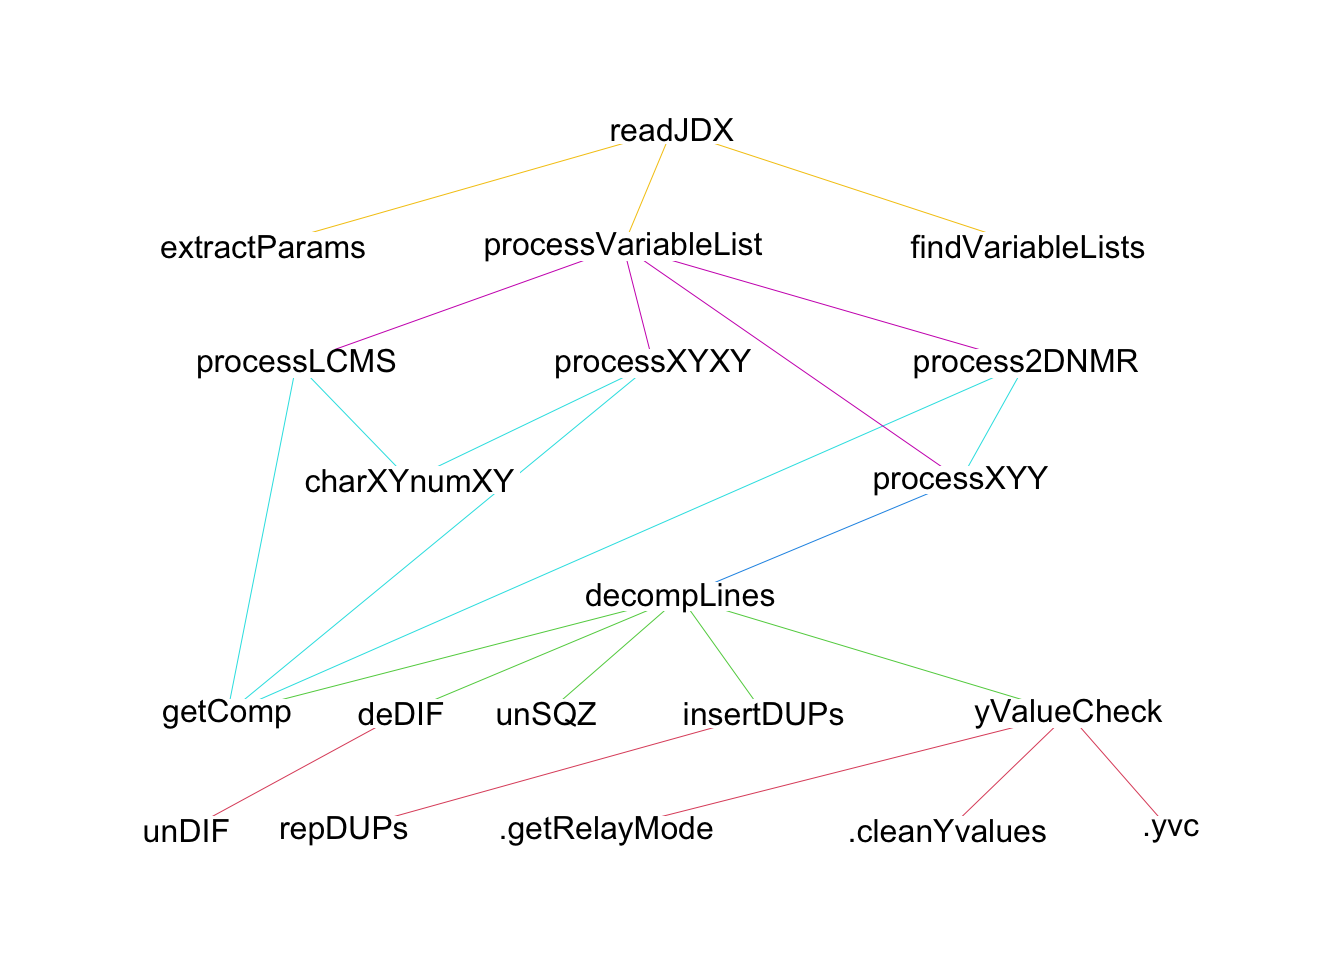 readJDX
extractParams
processVariableList
findVariableLists
processLCMS
processXYXY
process2DNMR
charXYnumXY
processXYY
decompLines
getComp
deDIF
unSQZ
insertDUPs
yValueCheck
unDIF
repDUPs
.getRelayMode
.cleanYvalues
.yvc